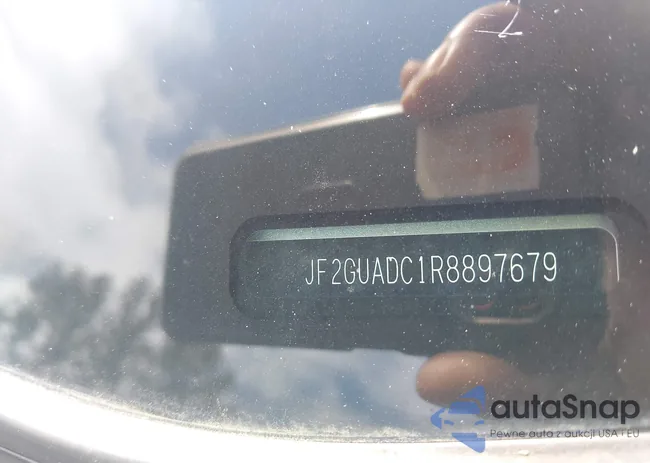 JF2GUADC1R8897679
autaSnap
Pewne auta z aukcji USA i EU